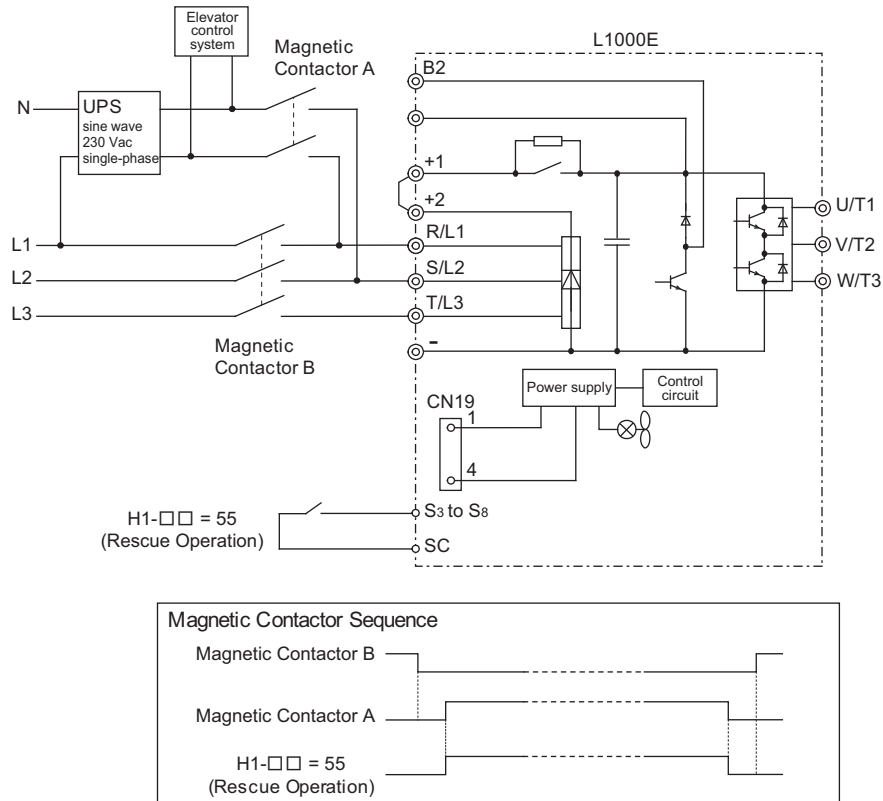 Elevator
control
system
Magnetic
Contactor A
L1000E
B2
N
UPS
sine wave
230 Vac
single-phase
+1
+2
U/T1
L1
R/L1
V/T2
L2
S/L2
W/T3
L3
T/L3
–
Magnetic
Contactor B
Power supply
Control
circuit
CN19
1
4
H1-□□ = 55
(Rescue Operation)
S3 to S8
SC
Magnetic Contactor Sequence
Magnetic Contactor B
Magnetic Contactor A
H1-□□ = 55
(Rescue Operation)